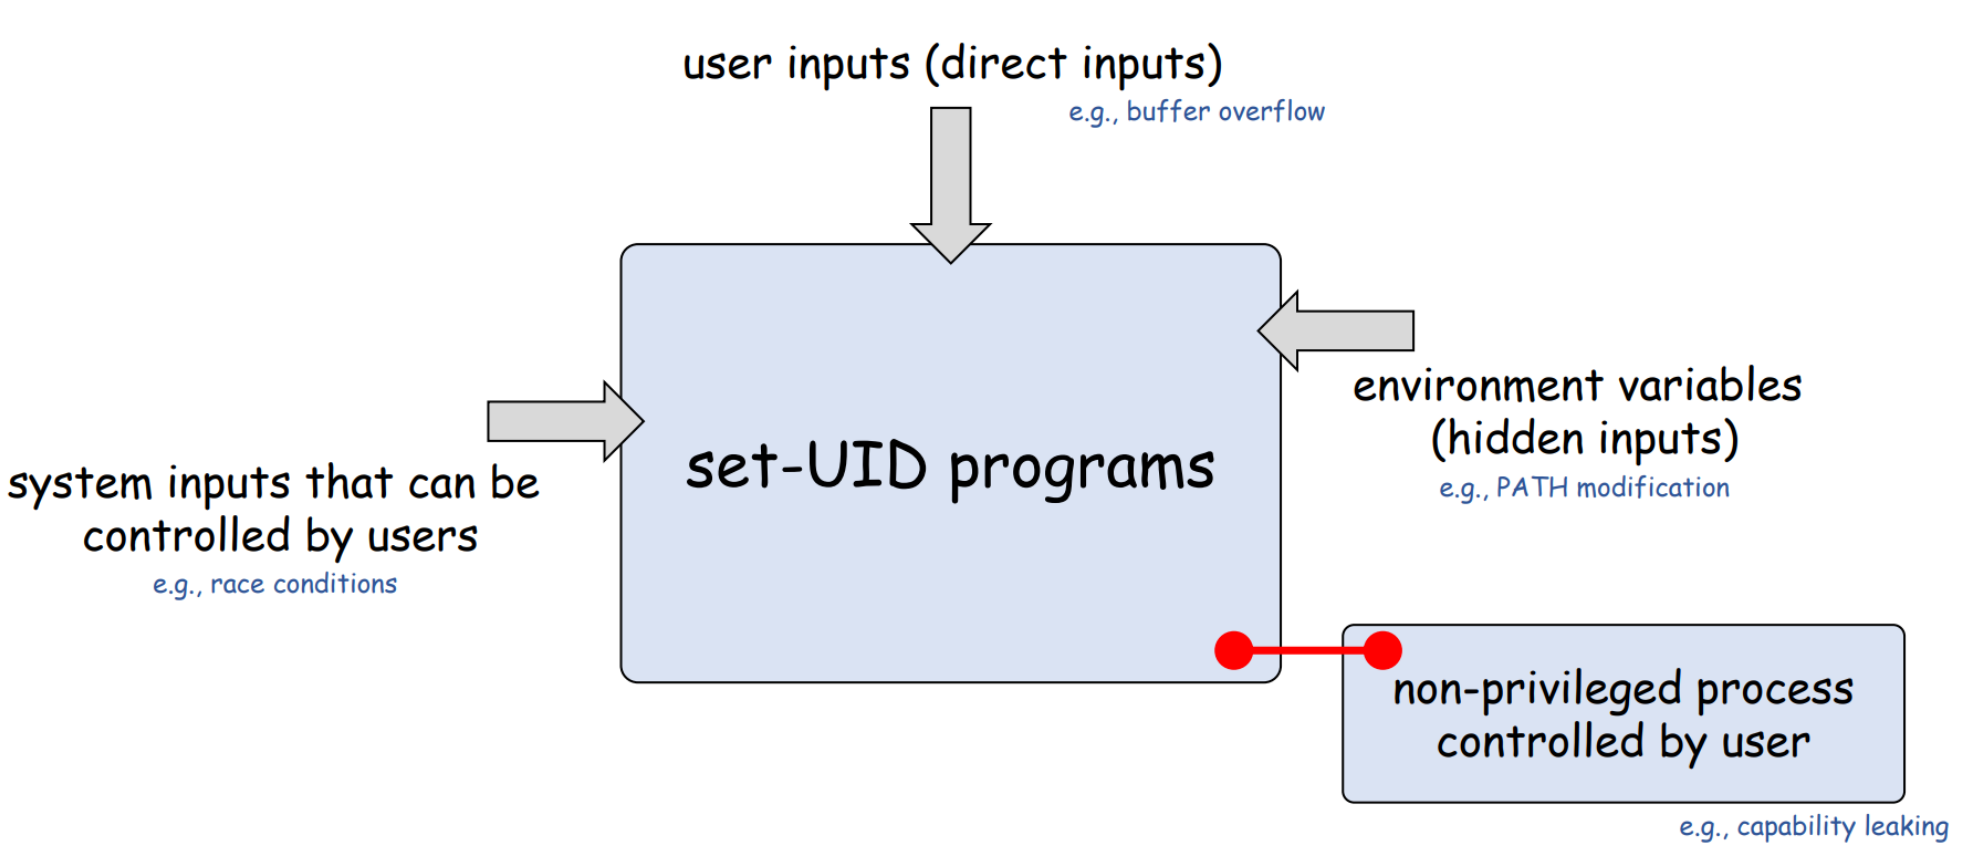 user inputs (direct inputs)
e.g., buffer overflow
environment variables
(hidden inputs)
e.g., PATH modification
set-UID programs
system inputs that can be
controlled by users
e.g., race conditions
non-privileged process
controlled by user
e.g., capability leaking